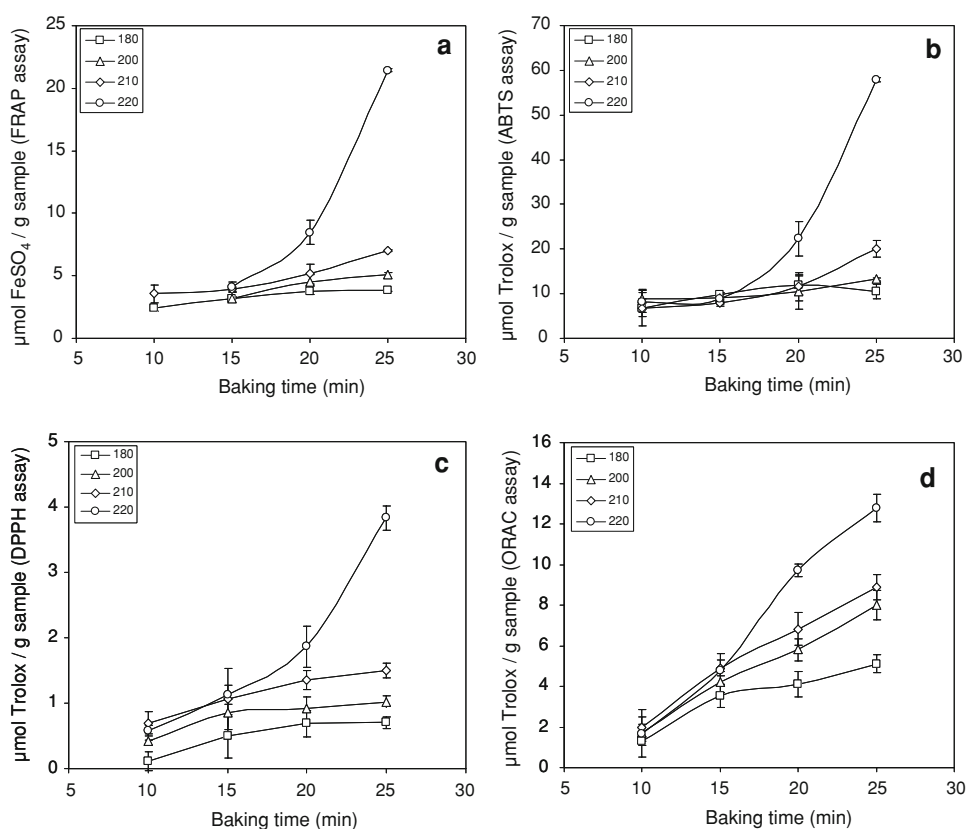 a
180
200
210
220
25
20
15
10
5
0
5 10 15 20 25 30
Baking time (min)
µmol FeSO₄ / g sample (FRAP assay)
b
180
200
210
220
70
60
50
40
30
20
10
0
5 10 15 20 25 30
Baking time (min)
µmol Trolox / g sample (ABTS assay)
c
180
200
210
220
5
4
3
2
1
0
5 10 15 20 25 30
Baking time (min)
µmol Trolox / g sample (DPPH assay)
d
180
200
210
220
16
14
12
10
8
6
4
2
0
5 10 15 20 25 30
Baking time (min)
µmol Trolox / g sample (ORAC assay)